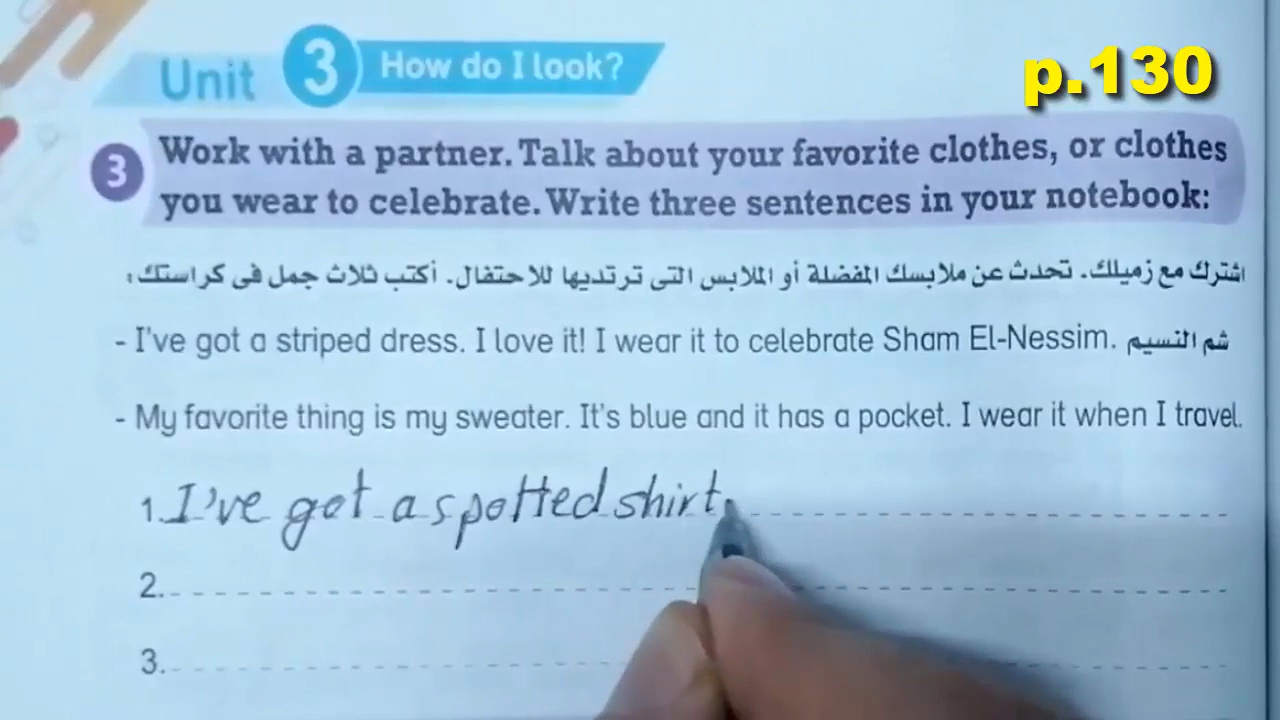 Unit 3 How do I look?
p.130
3 Work with a partner. Talk about your favorite clothes, or clothes
you wear to celebrate. Write three sentences in your notebook:
اشترك مع زميلك. تحدث عن ملابسك المفضلة أو الملابس التى ترتديها للاحتفال. أكتب ثلاث جمل فى كراستك:
- I've got a striped dress. I love it! I wear it to celebrate Sham El-Nessim. شم النسيم
- My favorite thing is my sweater. It's blue and it has a pocket. I wear it when I travel.
1. I've got a spotted shirt.
2.
3.